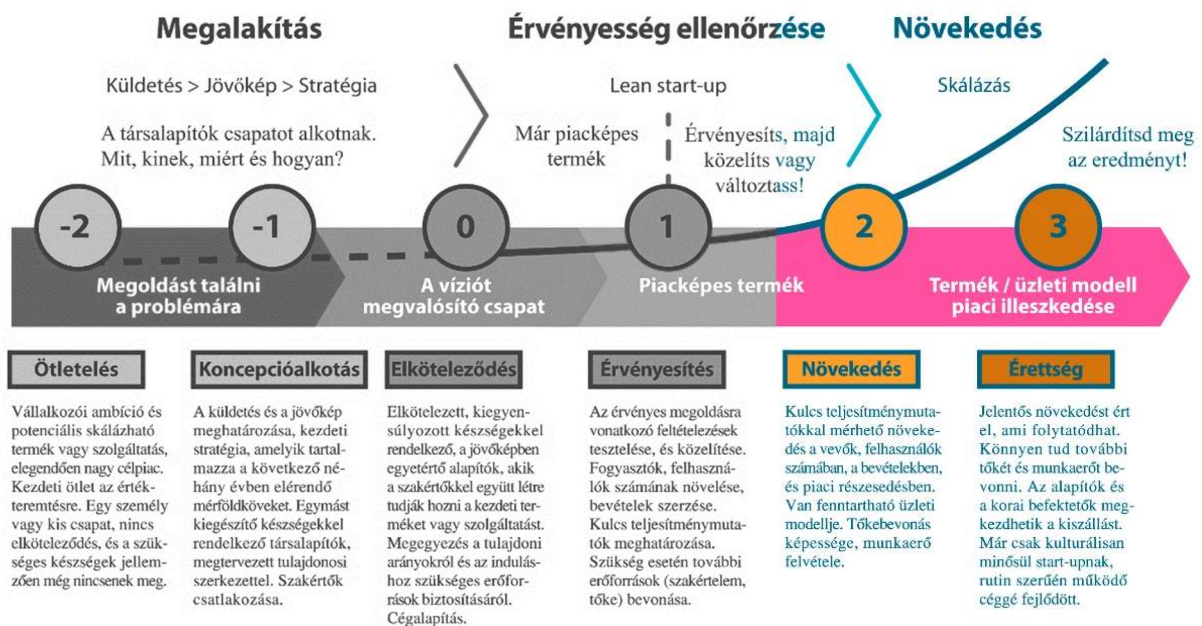 Megalakítás
Érvényesség ellenőrzése
Növekedés
Küldetés > Jövőkép > Stratégia
Lean start-up
Skálázás
A társalapítók csapatot alkotnak.
Mit, kinek, miért és hogyan?
Már piacképes
termék
Érvényesíts, majd
közelíts vagy
változtass!
Szilárdítsd meg
az eredményt!
-2
-1
0
1
2
3
Megoldást találni
a problémára
A víziót
megvalósító csapat
Piacképes termék
Termék / üzleti modell
piaci illeszkedése
Ötletelés
Vállalkozói ambíció és
potenciális skálázható
termék vagy szolgáltatás,
elegendően nagy célpiac.
Kezdeti ötlet az érték-
teremtésre. Egy személy
vagy kis csapat, nincs
elköteleződés, és a szük-
séges készségek jellem-
zően még nincsenek meg.
Koncepcióalkotás
A küldetés és a jövőkép
meghatározása, kezdeti
stratégia, amelyik tartal-
mazza a következő né-
hány évben elérendő
mérföldköveket. Egymást
kiegészítő készségekkel
rendelkező társalapítók,
megtervezett tulajdonosi
szerkezettel. Szakértők
csatlakozása.
Elköteleződés
Elkötelezett, kiegyen-
súlyozott készségekkel
rendelkező, a jövőképben
egyetértő alapítók, akik
a szakértőkkel együtt létre
tudják hozni a kezdeti ter-
méket vagy szolgáltatást.
Megegyezés a tulajdoni
arányokról és az indulás-
hoz szükséges erőfor-
rások biztosításáról.
Cégalapítás.
Érvényesítés
Az érvényes megoldásra
vonatkozó feltételezések
tesztelése, és közelítése.
Fogyasztók, felhaszná-
lók számának növelése,
bevételek szerzése.
Kulcs teljesítménymuta-
tók meghatározása.
Szükség esetén további
erőforrások (szakértelem,
tőke) bevonása.
Növekedés
Kulcs teljesítménymuta-
tókkal mérhető növeke-
dés a vevők, felhasználók
számában, a bevételekben,
és piaci részesedésben.
Van fenntartható üzleti
modellje. Tőkebevonás
képessége, munkaerő
felvétele.
Érettség
Jelentős növekedést ért
el, ami folytatódhat.
Könnyen tud további
tőkét és munkaerőt be-
vonni. Az alapítók és
a korai befektetők meg-
kezdhetik a kiszállást.
Már csak kulturálisan
minősül start-upnak,
rutin szerűén működő
céggé fejlődött.